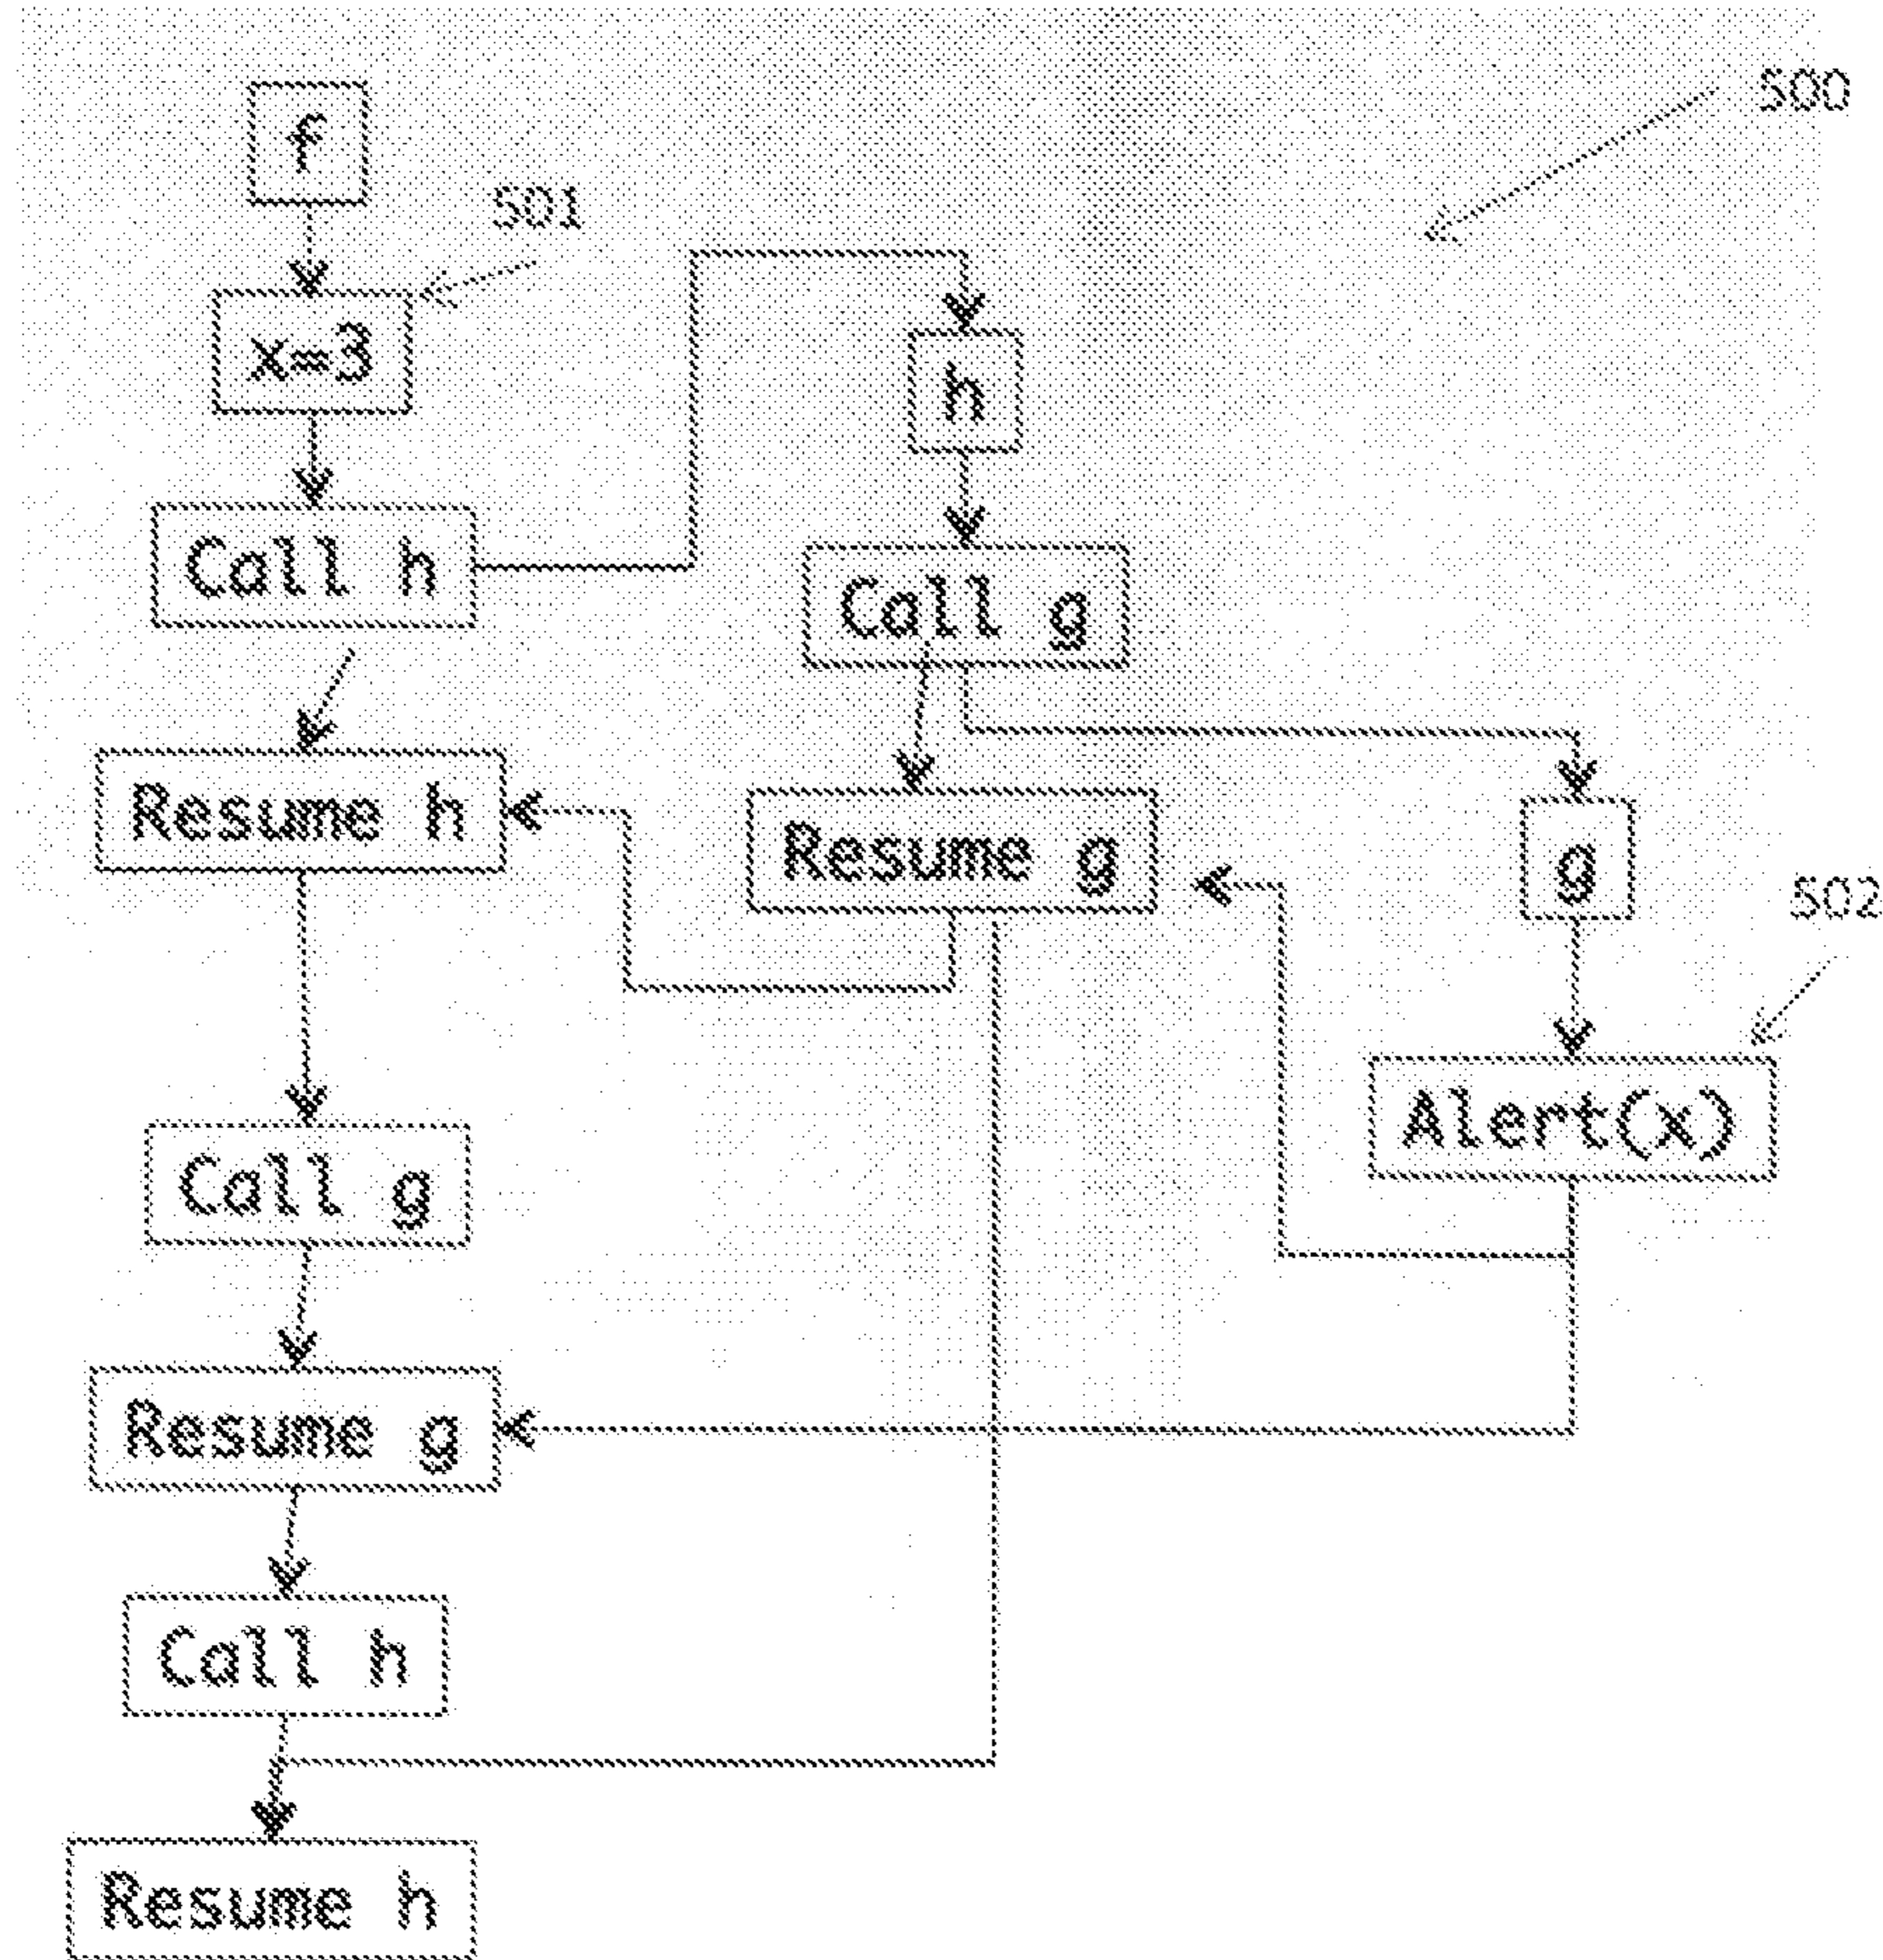 500
f
501
x=3
h
Call h
Call g
Resume h
Resume g
g
502
Alert(x)
Call g
Resume g
Call h
Resume h